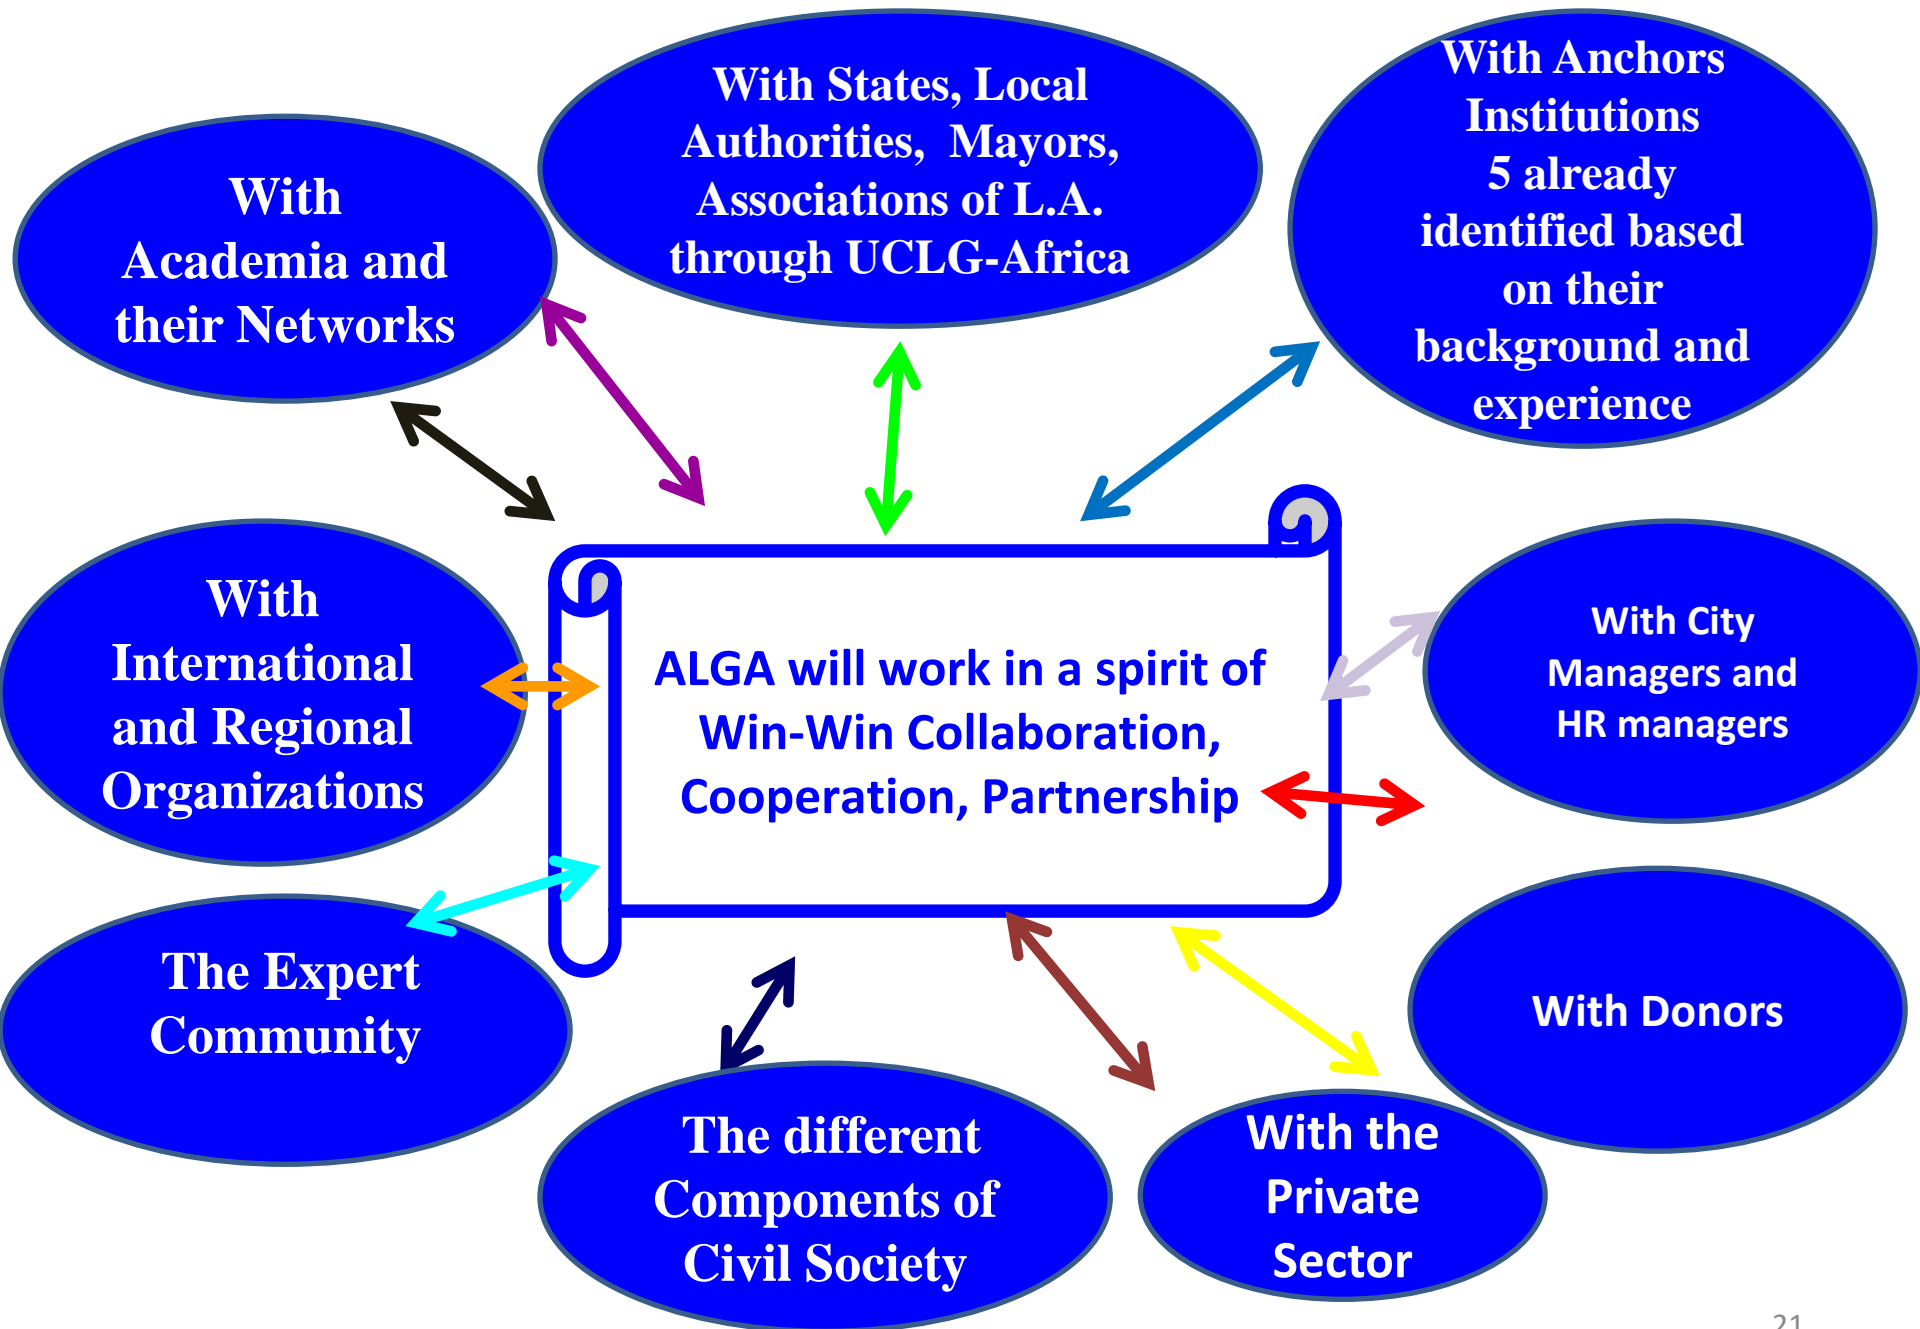 With
Academia and
their Networks
With States, Local
Authorities,  Mayors,
Associations of L.A.
through UCLG-Africa
With Anchors
Institutions
5 already
identified based
on their
background and
experience
With
International
and Regional
Organizations
ALGA will work in a spirit of
Win-Win Collaboration,
Cooperation, Partnership
With City
Managers and
HR managers
The Expert
Community
With Donors
The different
Components of
Civil Society
With the
Private
Sector
21